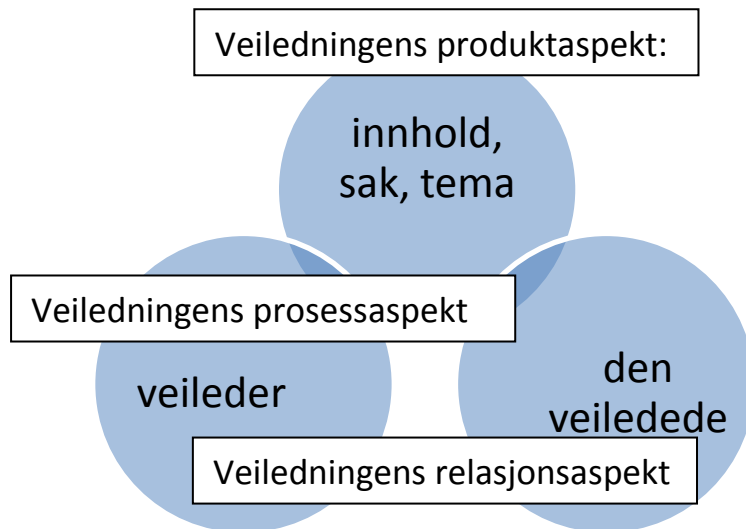 Veiledningens produktaspekt:
innhold,
sak, tema
Veiledningens prosessaspekt
veileder
den
veiledede
Veiledningens relasjonsaspekt